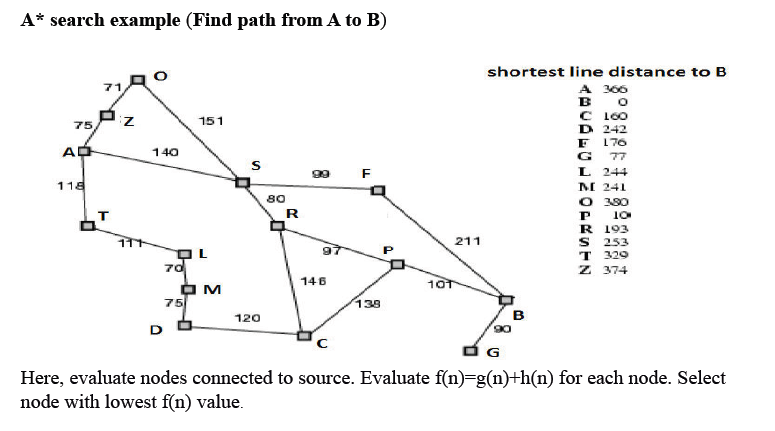 A* search example (Find path from A to B)
shortest line distance to B
A 366
B 0
C 160
D 242
F 176
G 77
L 244
M 241
O 380
P 10
R 193
S 253
T 329
Z 374
O
71
Z
75
151
A
140
S
99
F
118
80
R
T
111
L
97
P
211
70
M
146
101
75
138
D
120
B
90
C
G
Here, evaluate nodes connected to source. Evaluate f(n)=g(n)+h(n) for each node. Select
node with lowest f(n) value.